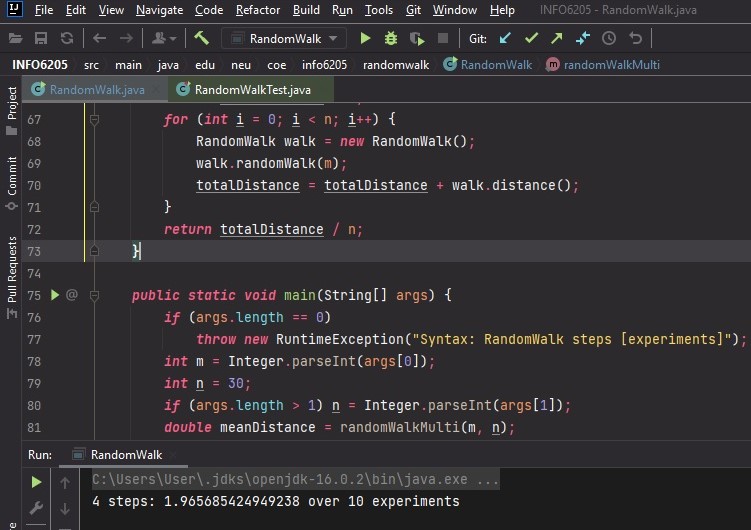 IJ File Edit View Navigate Code Refactor Build Run Tools Git Window Help INFO6205 - RandomWalk.java
RandomWalk Git:
INFO6205 src main java edu neu coe info6205 randomwalk RandomWalk randomWalkMulti
Project
Commit
Pull Requests
RandomWalk.java RandomWalkTest.java
67 for (int i = 0; i < n; i++) {
68 RandomWalk walk = new RandomWalk();
69 walk.randomWalk(m);
70 totalDistance = totalDistance + walk.distance();
71 }
72 return totalDistance / n;
73 }
74
75 @ public static void main(String[] args) {
76 if (args.length == 0)
77 throw new RuntimeException("Syntax: RandomWalk steps [experiments]");
78 int m = Integer.parseInt(args[0]);
79 int n = 30;
80 if (args.length > 1) n = Integer.parseInt(args[1]);
81 double meanDistance = randomWalkMulti(m, n);
Run: RandomWalk
C:\Users\User\.jdks\openjdk-16.0.2\bin\java.exe ...
4 steps: 1.965685424949238 over 10 experiments